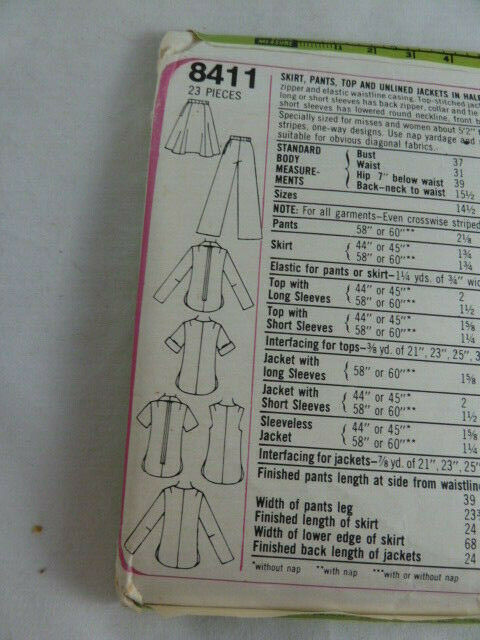 MEASURE 1 2 3 4
8411
23 PIECES
SKIRT, PANTS, TOP AND UNLINED JACKETS IN HALF
zipper and elastic waistline casing. Top-stitched jacke
long or short sleeves has back zipper, collar and tie
short sleeves has lowered round neckline, front
Specially sized for misses and women about 5'2"
stripes, one-way designs. Use nap yardage and
suitable for obvious diagonal fabrics.
STANDARD BODY MEASURE- MENTS
Bust 37
Waist 31
Hip 7" below waist 39
Back-neck to waist 15½
Sizes 14½
NOTE: For all garments—Even crosswise striped
Pants 58" or 60"** 2⅛
Skirt { 44" or 45"* 1¾
58" or 60"** 1¾
Elastic for pants or skirt—1¼ yds. of ¾" wid
Top with Long Sleeves { 44" or 45"* 2
58" or 60"** 1½
Top with Short Sleeves { 44" or 45"* 1⅝
58" or 60"** 1¼
Interfacing for tops—⅜ yd. of 21", 23", 25",
Jacket with long Sleeves { 58" or 60"** 1⅝
Jacket with Short Sleeves { 44" or 45"* 2
58" or 60"** 1½
Sleeveless Jacket { 44" or 45"* 1⅝
58" or 60"** 1¼
Interfacing for jackets—⅞ yd. of 21", 23", 25"
Finished pants length at side from waistline
39
Width of pants leg 23¾
Finished length of skirt 24
Width of lower edge of skirt 68
Finished back length of jackets 24
*without nap **with nap ***with or without nap